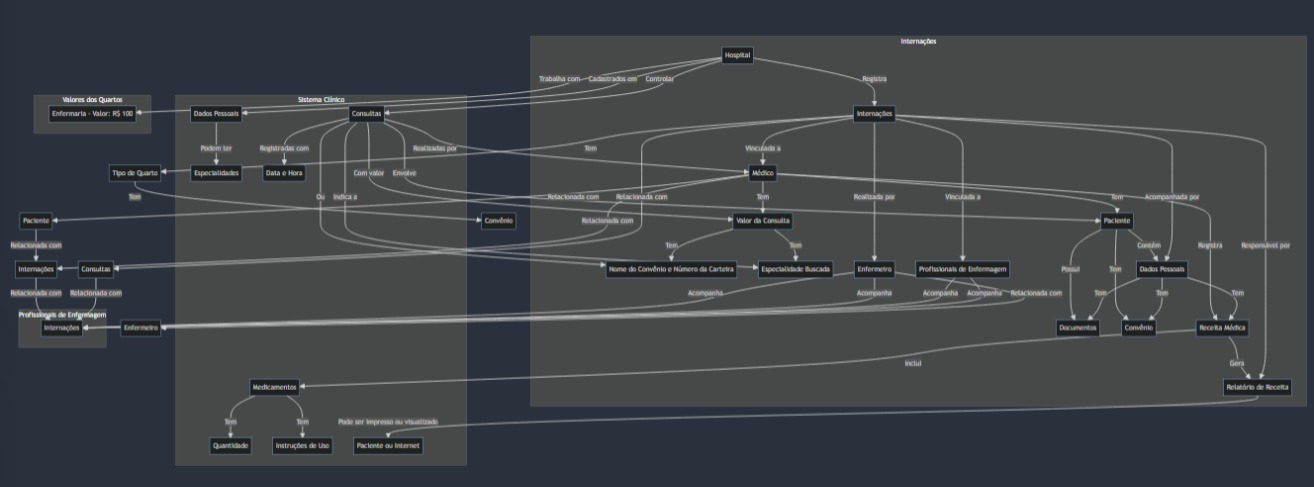 Internações
Hospital
Trabalha com
Cadastrados em
Controlar
Registra
Valores dos Quartos
Sistema Clínico
Enfermaria - Valor: R$ 100
Dados Pessoais
Consultas
Internações
Podem ter
Registradas com
Realizadas por
Tem
Vinculada a
Tipo de Quarto
Especialidades
Data e Hora
Com valor
Envolve
Médico
Tem
Ou
Indica a
Relacionada com
Relacionada com
Tem
Realizada por
Vinculada a
Tem
Acompanhada por
Paciente
Convênio
Relacionada com
Valor da Consulta
Paciente
Relacionada com
Tem
Tem
Possui
Tem
Contém
Registra
Responsável por
Internações
Consultas
Nome do Convênio e Número da Carteira
Especialidade Buscada
Enfermeiro
Profissionais de Enfermagem
Dados Pessoais
Relacionada com
Relacionada com
Acompanha
Acompanha
Acompanha
Acompanha
Relacionada com
Tem
Tem
Tem
Profissionais de Enfermagem
Internações
Enfermeiro
Documentos
Convênio
Receita Médica
Inclui
Gera
Medicamentos
Relatório de Receita
Tem
Tem
Pode ser impresso ou visualizado
Quantidade
Instruções de Uso
Paciente ou Internet